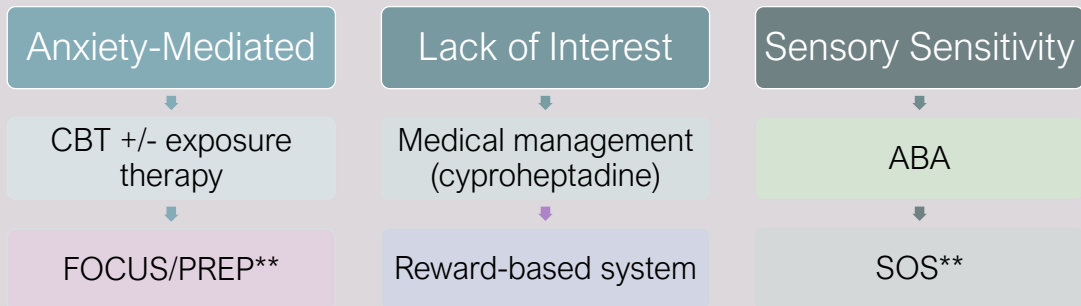 Anxiety-Mediated
CBT +/- exposure
therapy
FOCUS/PREP**
Lack of Interest
Medical management
(cyproheptadine)
Reward-based system
Sensory Sensitivity
ABA
SOS**